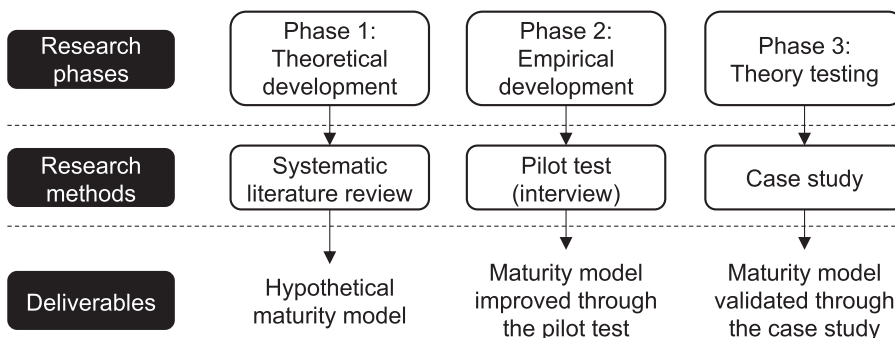 Research
phases
Phase 1:
Theoretical
development
Phase 2:
Empirical
development
Phase 3:
Theory testing
Research
methods
Systematic
literature review
Pilot test
(interview)
Case study
Deliverables
Hypothetical
maturity model
Maturity model
improved through
the pilot test
Maturity model
validated through
the case study